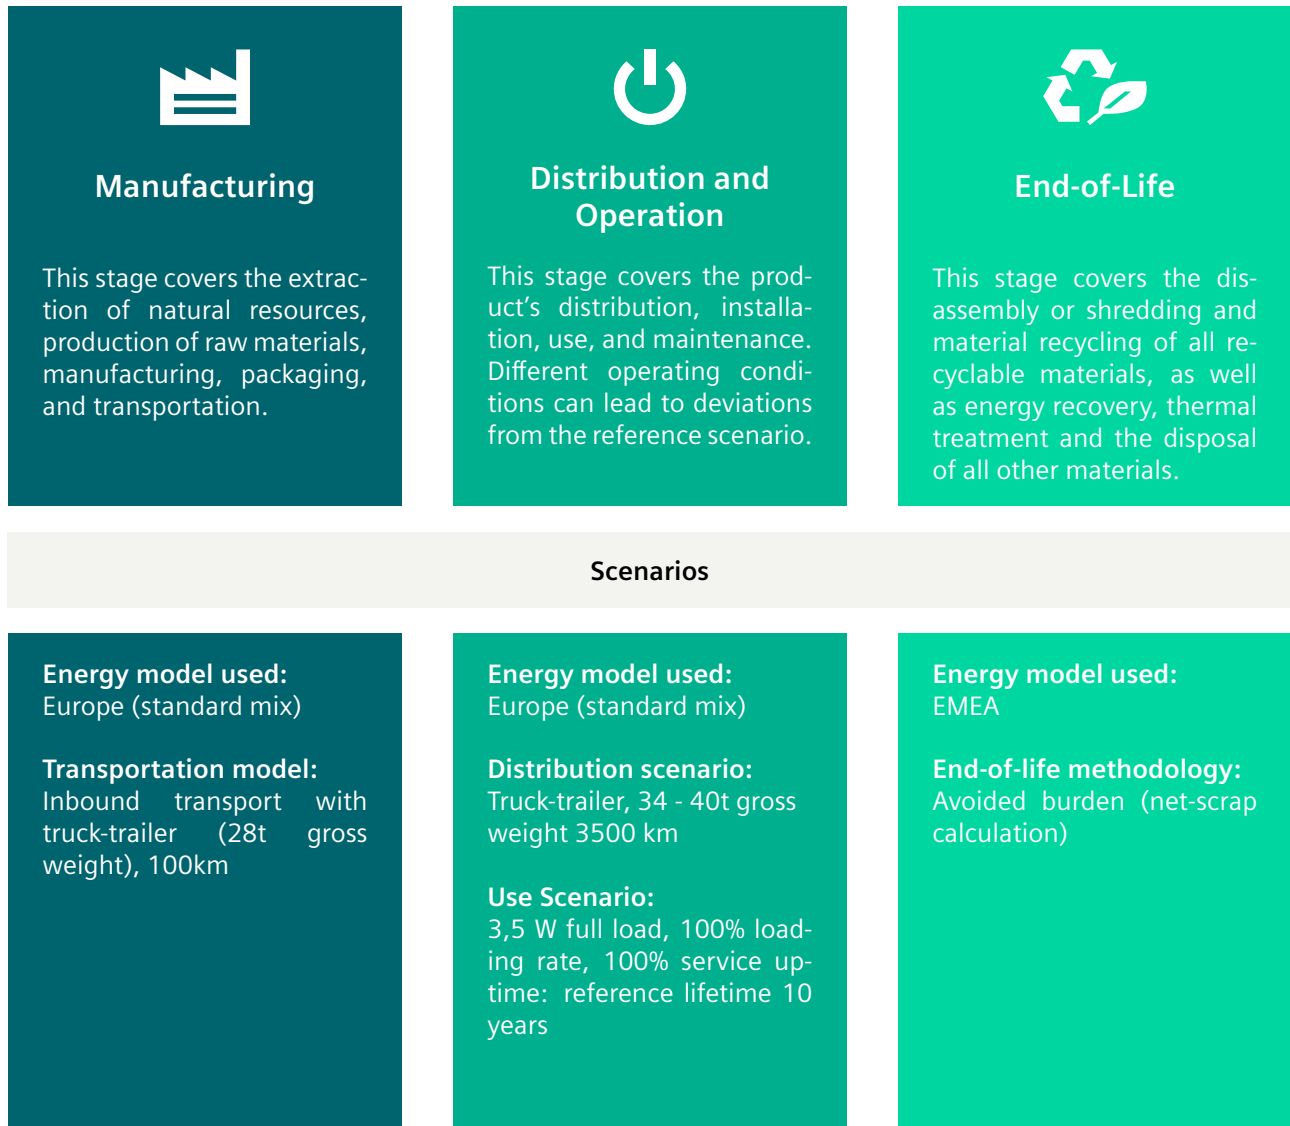 Manufacturing
This stage covers the extrac-
tion of natural resources,
production of raw materials,
manufacturing, packaging,
and transportation.
Distribution and
Operation
This stage covers the prod-
uct's distribution, installa-
tion, use, and maintenance.
Different operating condi-
tions can lead to deviations
from the reference scenario.
End-of-Life
This stage covers the dis-
assembly or shredding and
material recycling of all re-
cyclable materials, as well
as energy recovery, thermal
treatment and the disposal
of all other materials.
Scenarios
Energy model used:
Europe (standard mix)
Transportation model:
Inbound transport with
truck-trailer (28t gross
weight), 100km
Energy model used:
Europe (standard mix)
Distribution scenario:
Truck-trailer, 34 - 40t gross
weight 3500 km
Use Scenario:
3,5 W full load, 100% load-
ing rate, 100% service up-
time: reference lifetime 10
years
Energy model used:
EMEA
End-of-life methodology:
Avoided burden (net-scrap
calculation)